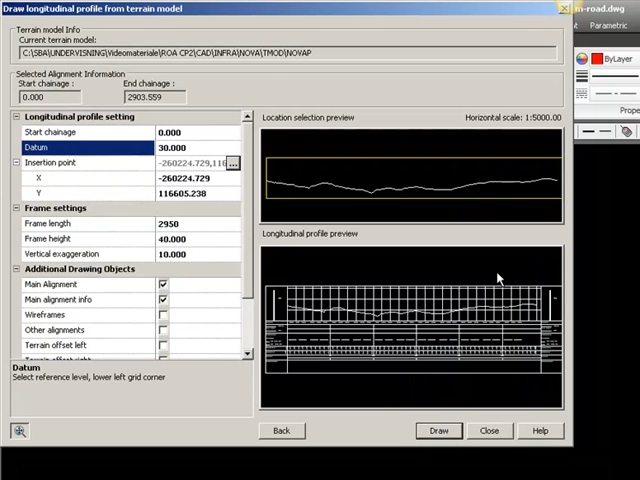 Draw longitudinal profile from terrain model
m-road.dwg
Parametric
Terrain model Info
Current terrain model:
C:\SBA\UNDERVISNING\Videomateriale\ROA CP2\CAD\INFRA\NOVA\TMOD\NOVAP
ByLayer
Selected Alignment Information
Start chainage: End chainage:
0.000 2903.559
Prope
Longitudinal profile setting
Location selection preview Horizontal scale: 1:5000.00
Start chainage 0.000
Datum 30.000
Insertion point -260224.729,116 ...
X -260224.729
Y 116605.238
Frame settings
Frame length 2950
Frame height 40.000
Vertical exaggeration 10.000
Longitudinal profile preview
Additional Drawing Objects
Main Alignment
Main alignment info
Wireframes
Other alignments
Terrain offset left
Terrain offset right
Datum
Select reference level, lower left grid corner
Back Draw Close Help